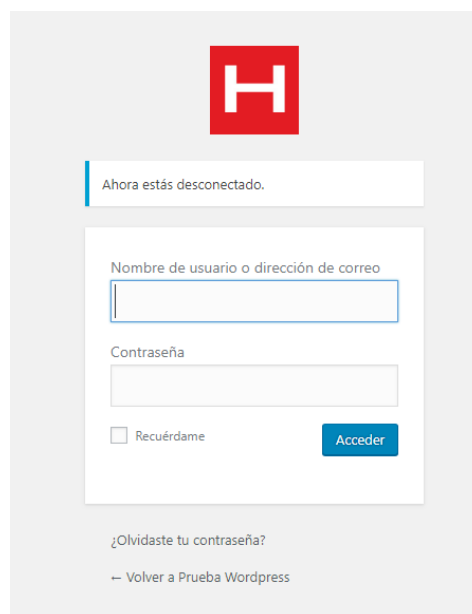 H
Ahora estás desconectado.
Nombre de usuario o dirección de correo
Contraseña
Recuérdame
Acceder
¿Olvidaste tu contraseña?
← Volver a Prueba Wordpress